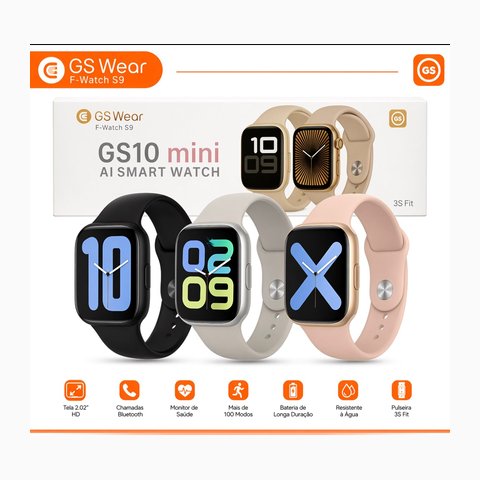 GS Wear
F-Watch S9
GS
GS Wear
F-Watch S9
GS
GS10 mini
AI SMART WATCH
10
09
3S Fit
10
02
09
X
Tela 2.02"
HD
Chamadas
Bluetooth
Monitor de
Saúde
Mais de
100 Modos
Bateria de
Longa Duração
Resistente
à Água
Pulseira
3S Fit